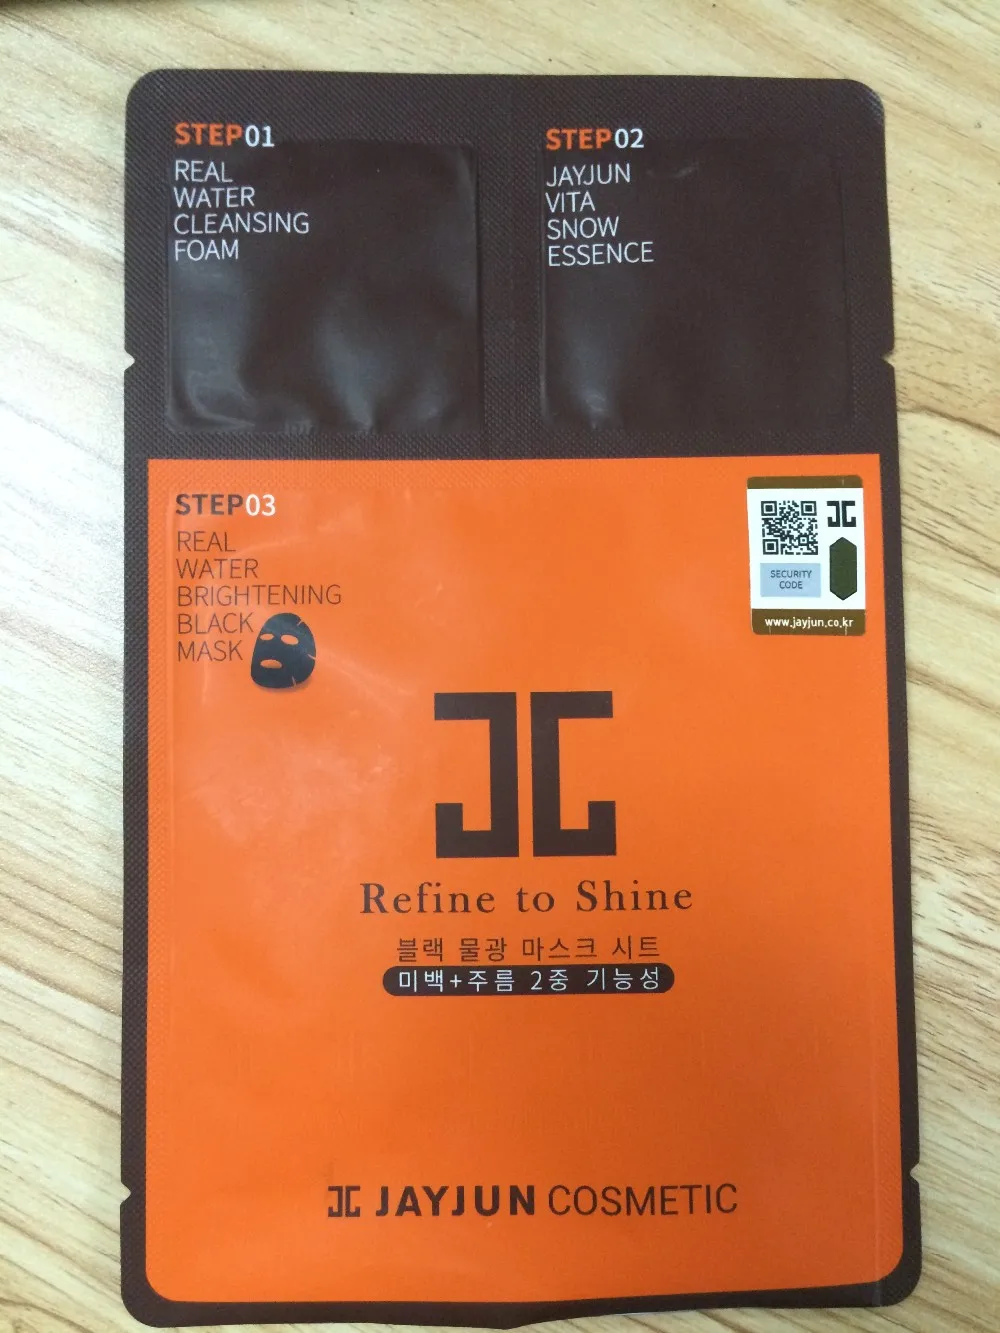 STEP01
REAL
WATER
CLEANSING
FOAM
STEP02
JAYJUN
VITA
SNOW
ESSENCE
STEP03
REAL
WATER
BRIGHTENING
BLACK
MASK
SECURITY
CODE
www.jayjun.co.kr
Refine to Shine
블랙 물광 마스크 시트
미백+주름 2중 기능성
JAYJUN COSMETIC